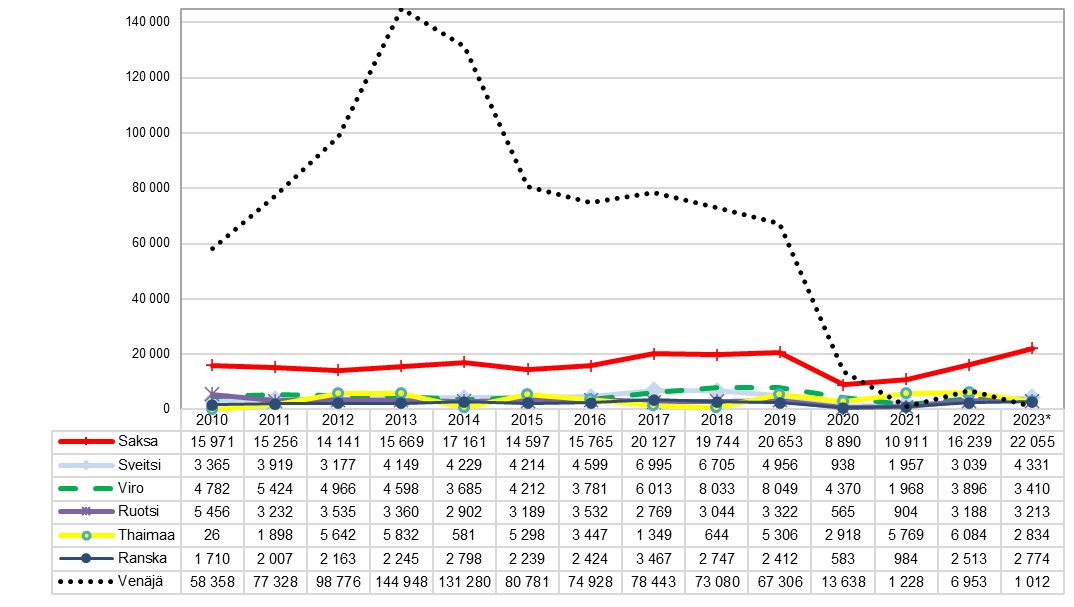 140 000
120 000
100 000
80 000
60 000
40 000
20 000
0
2010 2011 2012 2013 2014 2015 2016 2017 2018 2019 2020 2021 2022 2023*
Saksa 15 971 15 256 14 141 15 669 17 161 14 597 15 765 20 127 19 744 20 653 8 890 10 911 16 239 22 055
Sveitsi 3 365 3 919 3 177 4 149 4 229 4 214 4 599 6 995 6 705 4 956 938 1 957 3 039 4 331
Viro 4 782 5 424 4 966 4 598 3 685 4 212 3 781 6 013 8 033 8 049 4 370 1 968 3 896 3 410
Ruotsi 5 456 3 232 3 535 3 360 2 902 3 189 3 532 2 769 3 044 3 322 565 904 3 188 3 213
Thaimaa 26 1 898 5 642 5 832 581 5 298 3 447 1 349 644 5 306 2 918 5 769 6 084 2 834
Ranska 1 710 2 007 2 163 2 245 2 798 2 239 2 424 3 467 2 747 2 412 583 984 2 513 2 774
Venäjä 58 358 77 328 98 776 144 948 131 280 80 781 74 928 78 443 73 080 67 306 13 638 1 228 6 953 1 012